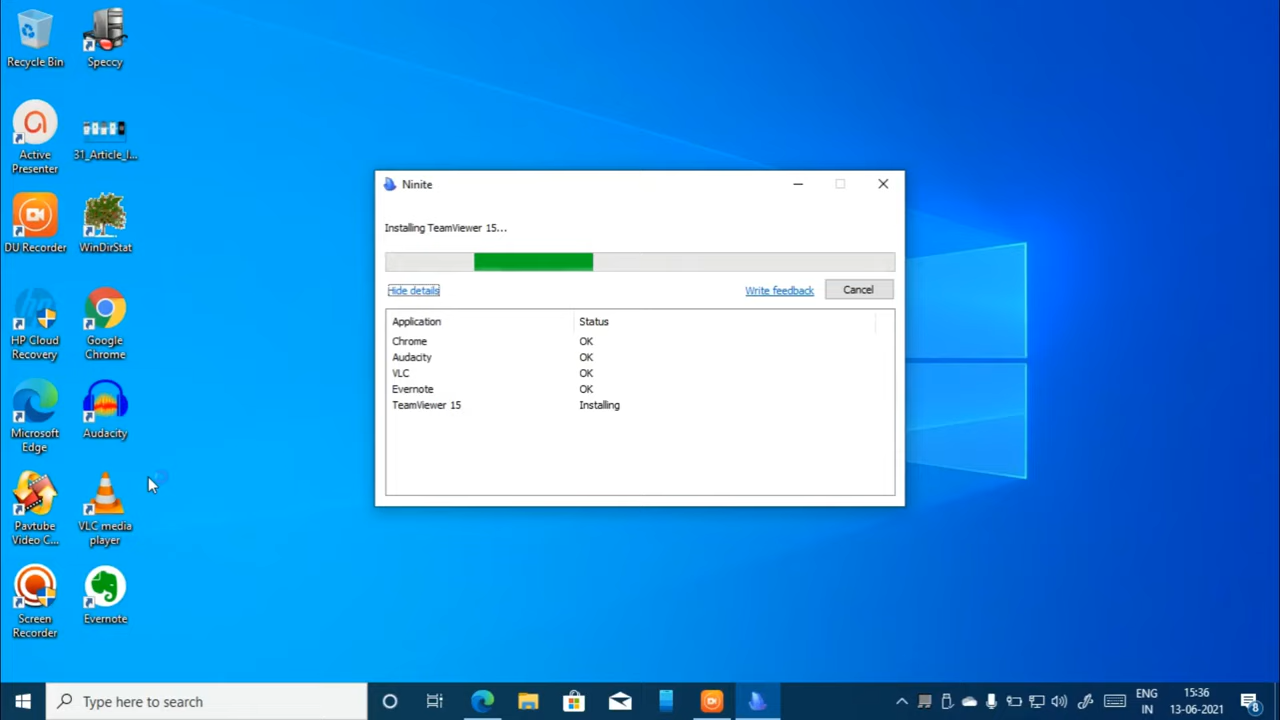 Recycle Bin
Speccy
Active
Presenter
31_Article_I...
DU Recorder
WinDirStat
HP Cloud
Recovery
Google
Chrome
Microsoft
Edge
Audacity
Pavtube
Video C...
VLC media
player
Screen
Recorder
Evernote
Ninite
Installing TeamViewer 15...
Hide details
Write feedback
Cancel
Application Status
Chrome OK
Audacity OK
VLC OK
Evernote OK
TeamViewer 15 Installing
Type here to search
ENG
IN
15:36
13-06-2021
8